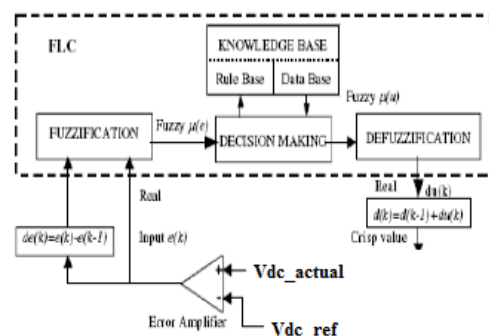 FLC
KNOWLEDGE BASE
Rule Base
Data Base
FUZZIFICATION
Fuzzy μ(e)
DECISION MAKING
Fuzzy μ(u)
DEFUZZIFICATION
Real
Real
du(k)
de(k)=e(k)-e(k-1)
Input e(k)
d(k)=d(k-1)+du(k)
Crisp value
+
Vdc_actual
-
Error Amplifier
Vdc_ref